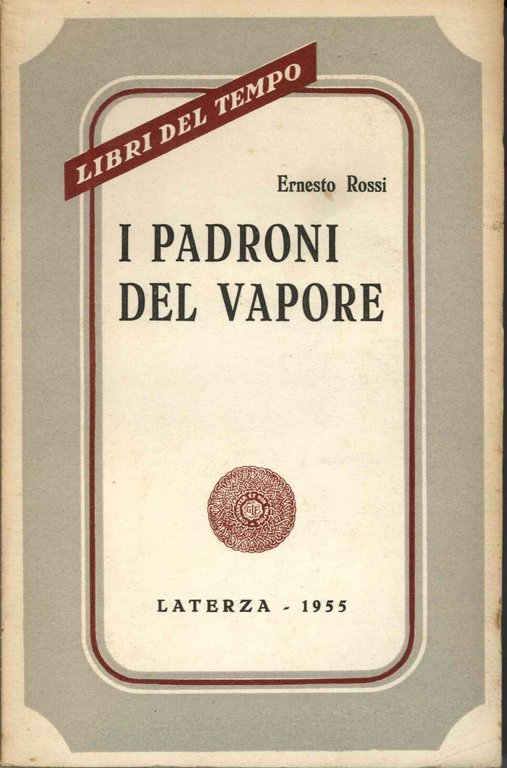 LIBRI DEL TEMPO
Ernesto Rossi
I PADRONI
DEL VAPORE
LATERZA - 1955